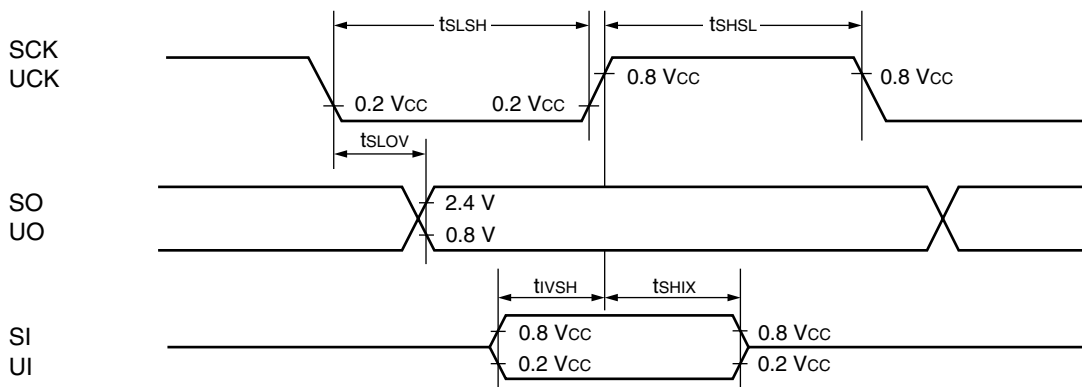 tSLSH tSHSL
SCK
UCK
0.8 VCC 0.8 VCC
0.2 VCC 0.2 VCC
tSLOV
SO
UO
2.4 V
0.8 V
tIVSH tSHIX
SI
UI
0.8 VCC 0.8 VCC
0.2 VCC 0.2 VCC